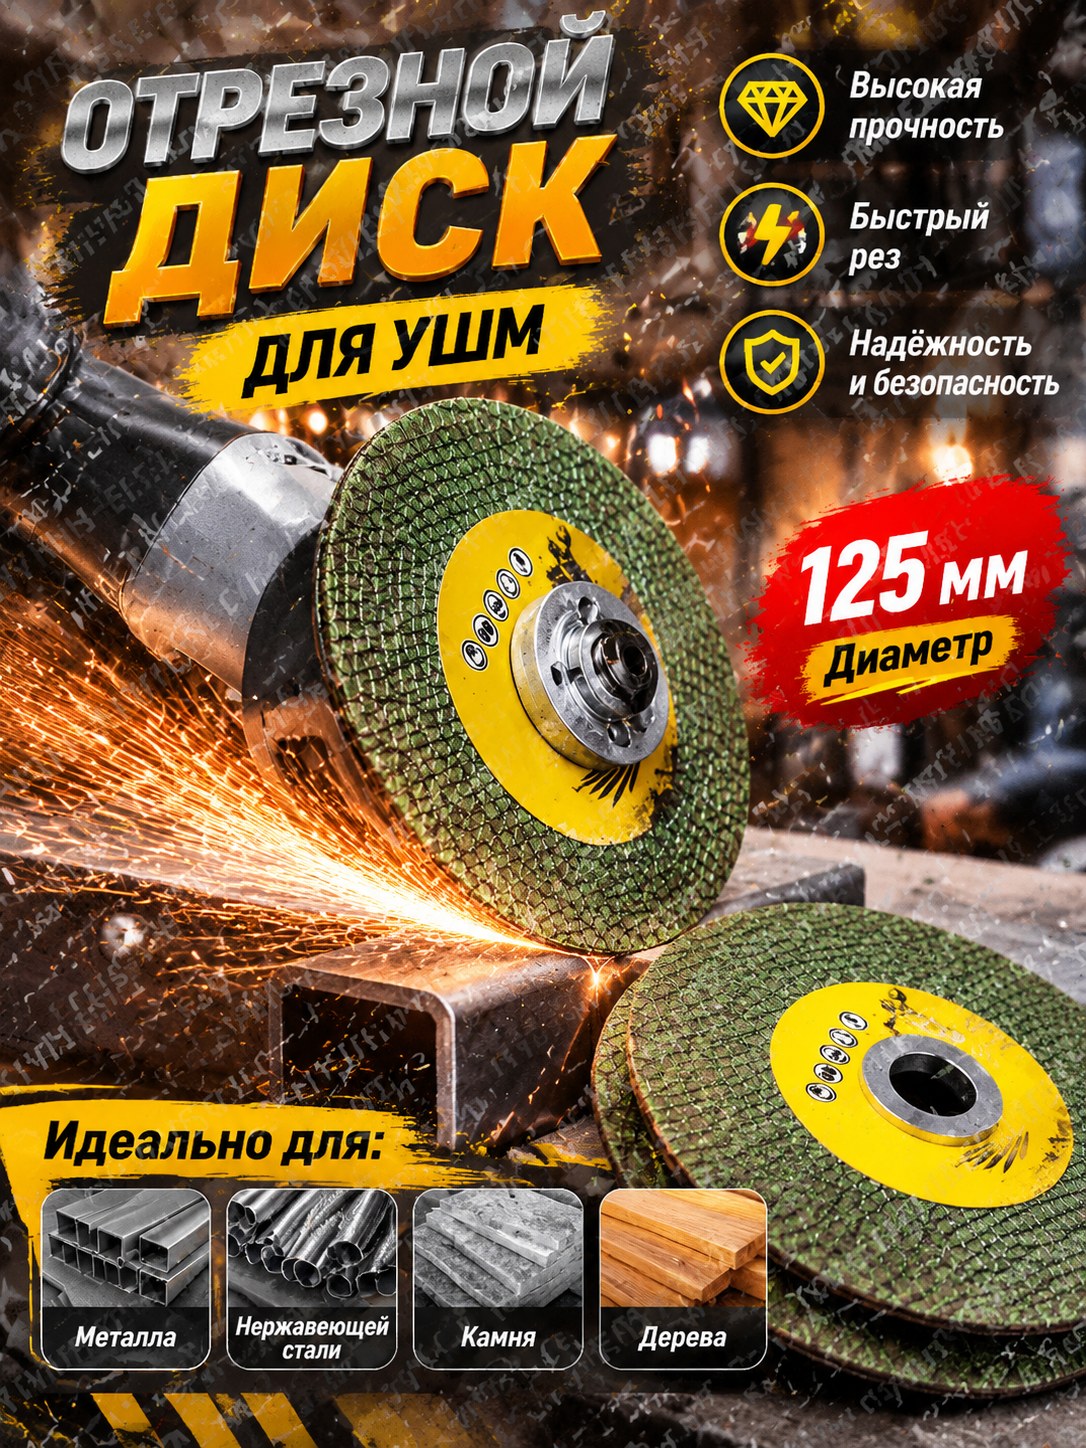 ОТРЕЗНОЙ
ДИСК
ДЛЯ УШМ
Высокая
прочность
Быстрый
рез
Надёжность
и безопасность
125 мм
Диаметр
Идеально для:
Металла
Нержавеющей
стали
Камня
Дерева